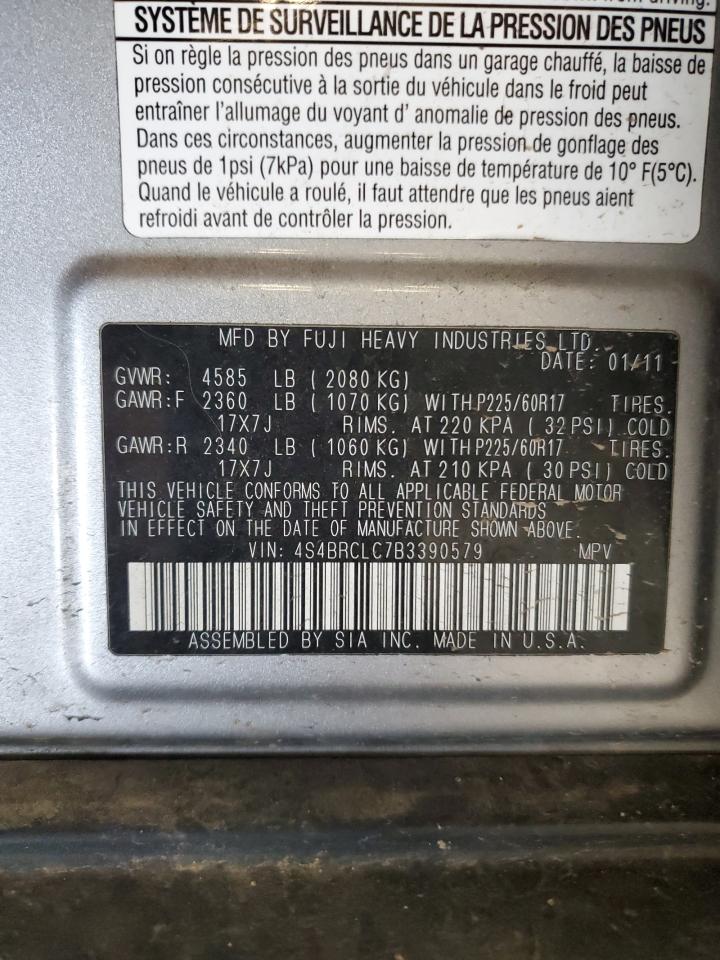 from driving.
SYSTÈME DE SURVEILLANCE DE LA PRESSION DES PNEUS
Si on règle la pression des pneus dans un garage chauffé, la baisse de
pression consécutive à la sortie du véhicule dans le froid peut
entraîner l'allumage du voyant d' anomalie de pression des pneus.
Dans ces circonstances, augmenter la pression de gonflage des
pneus de 1psi (7kPa) pour une baisse de température de 10° F(5°C).
Quand le véhicule a roulé, il faut attendre que les pneus aient
refroidi avant de contrôler la pression.
MFD BY FUJI HEAVY INDUSTRIES LTD.
DATE: 01/11
GVWR: 4585 LB ( 2080 KG)
GAWR:F 2360 LB ( 1070 KG) WITH P225/60R17 TIRES.
17X7J RIMS. AT 220 KPA ( 32 PSI) COLD
GAWR:R 2340 LB ( 1060 KG) WITH P225/60R17 TIRES.
17X7J RIMS. AT 210 KPA ( 30 PSI) COLD
THIS VEHICLE CONFORMS TO ALL APPLICABLE FEDERAL MOTOR
VEHICLE SAFETY AND THEFT PREVENTION STANDARDS
IN EFFECT ON THE DATE OF MANUFACTURE SHOWN ABOVE.
VIN: 4S4BRCLC7B3390579 MPV
ASSEMBLED BY SIA INC. MADE IN U.S.A.